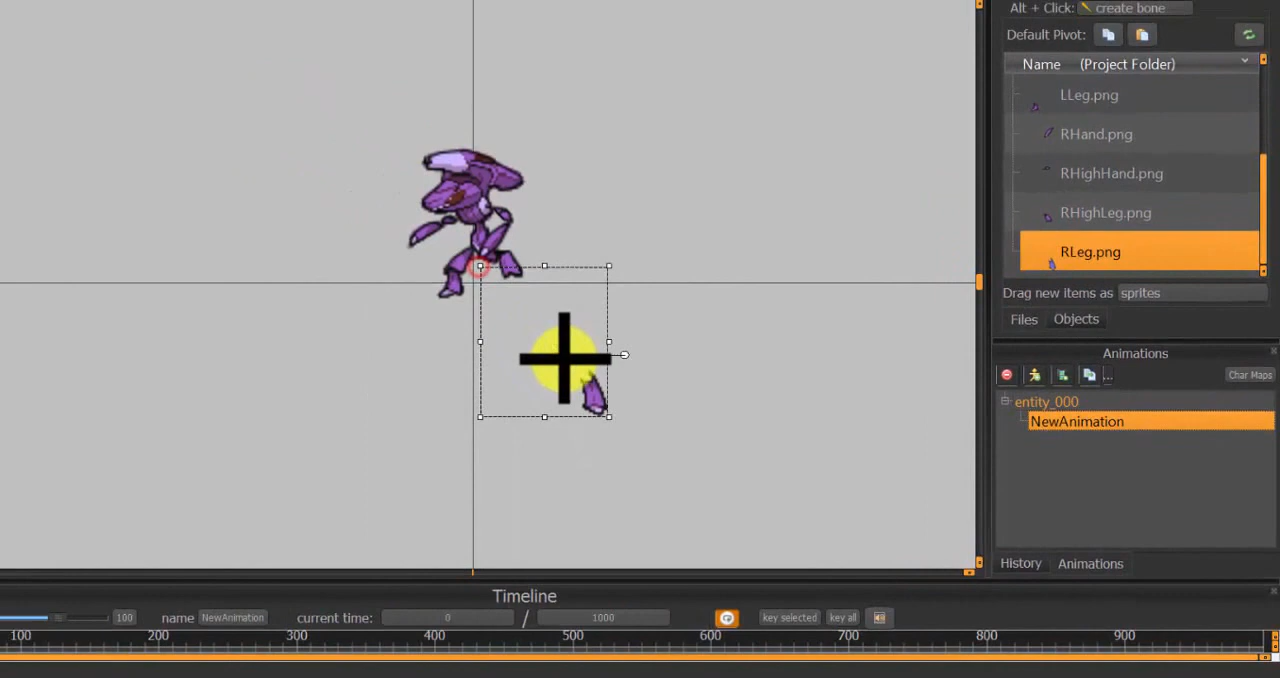 Alt + Click: create bone
Default Pivot:
Name (Project Folder)
LLeg.png
RHand.png
RHighHand.png
RHighLeg.png
RLeg.png
Drag new items as sprites
Files Objects
Animations
... Char Maps
entity_000
NewAnimation
History Animations
Timeline
100 name NewAnimation current time: 0 / 1000 key selected key all
100 200 300 400 500 600 700 800 900